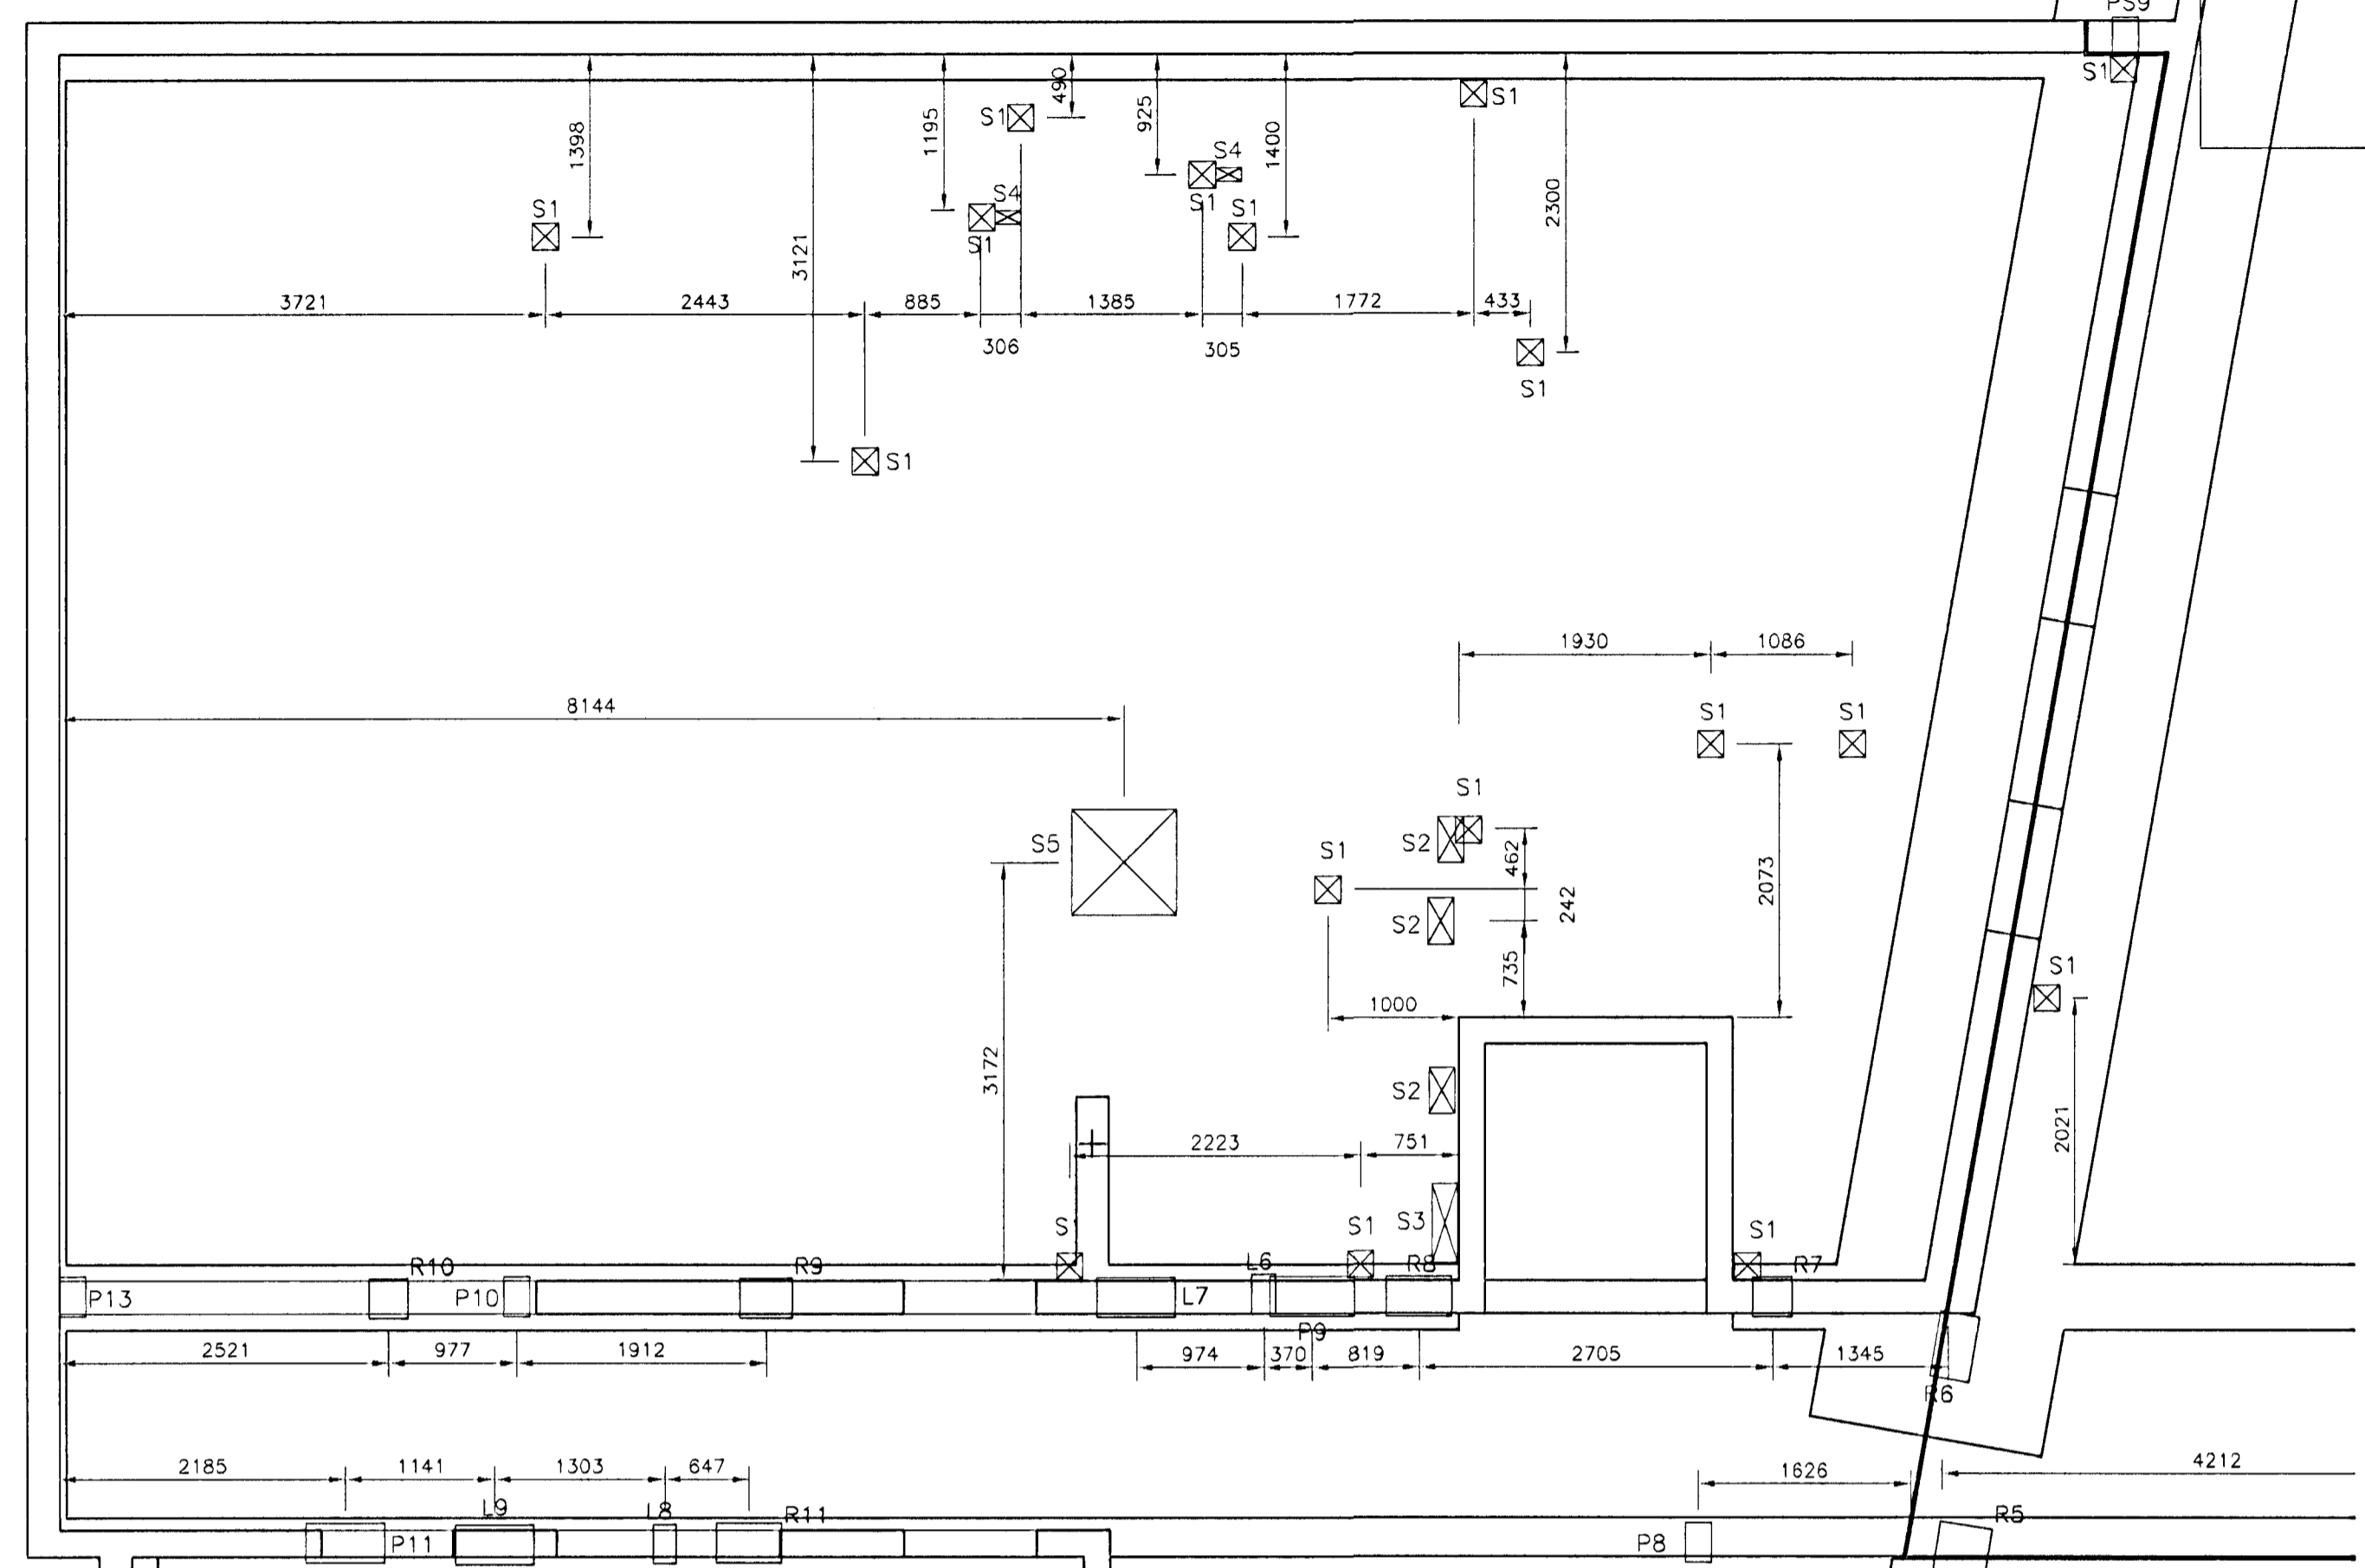 PS9
S1
490
S1
S1
925
1195
1398
1400
S4
S1
2300
S4
S1
S1
S1
S1
3121
3721
2443
885
1385
1772
433
306
305
S1
S1
1930
1086
8144
S1
S1
S1
S5
S2
S1
462
2073
242
S2
735
S1
1000
3172
S2
2021
2223
751
S
S1
S3
S1
R10
R9
L6
R8
R7
P13
P10
L7
P9
2521
977
1912
974
370
819
2705
1345
R6
2185
1141
1303
647
1626
4212
L9
L8
R11
R5
P11
P8